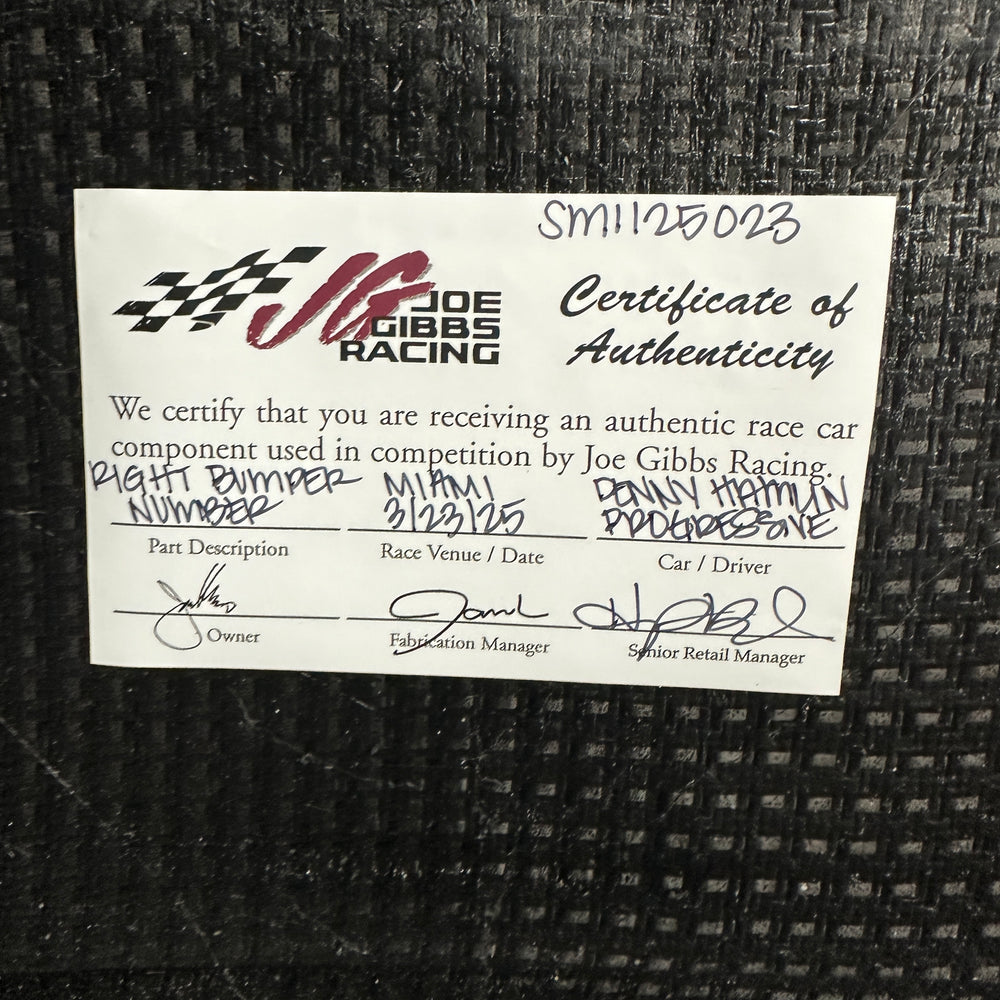 SM1125023
JG JOE
GIBBS
RACING
Certificate of
Authenticity
We certify that you are receiving an authentic race car
component used in competition by Joe Gibbs Racing.
RIGHT BUMPER
NUMBER
MIAMI
3/23/25
DENNY HAMLIN
PROGRESSIVE
Part Description
Race Venue / Date
Car / Driver
Owner
Fabrication Manager
Senior Retail Manager